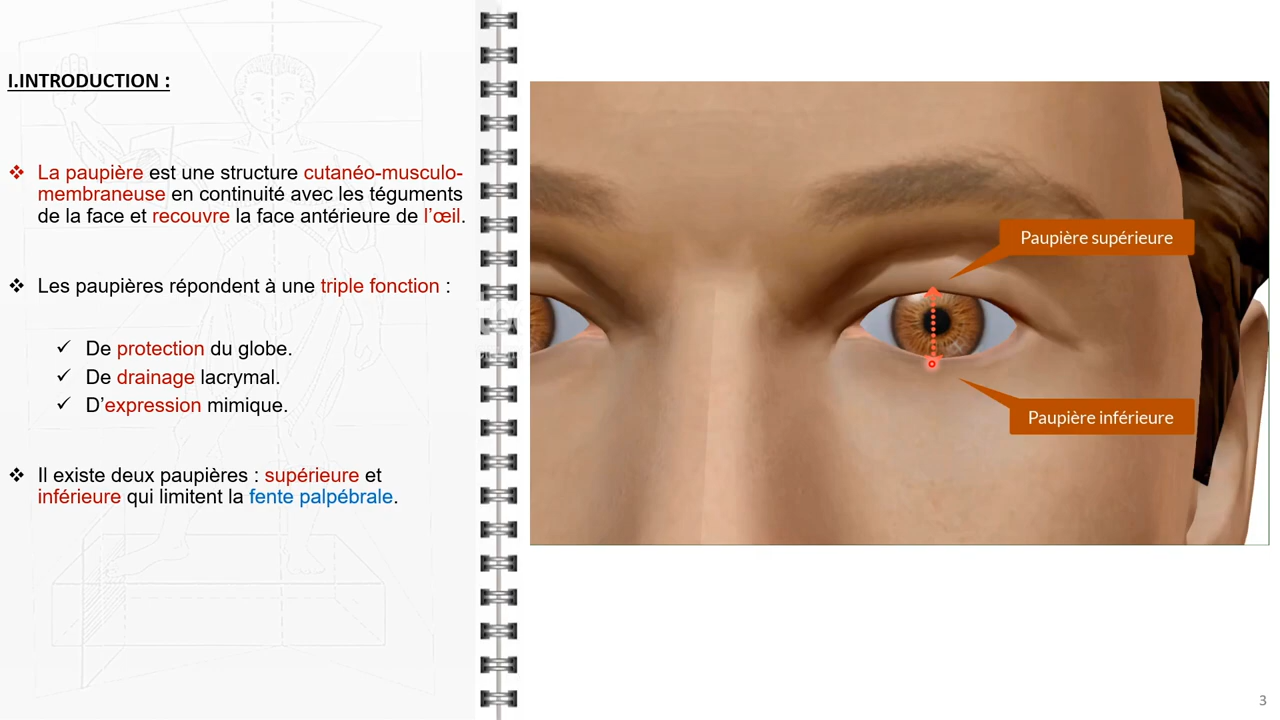 I.INTRODUCTION :
❖ La paupière est une structure cutanéo-musculo-
membraneuse en continuité avec les téguments
de la face et recouvre la face antérieure de l’œil.
❖ Les paupières répondent à une triple fonction :
✓ De protection du globe.
✓ De drainage lacrymal.
✓ D’expression mimique.
❖ Il existe deux paupières : supérieure et
inférieure qui limitent la fente palpébrale.
Paupière supérieure
Paupière inférieure
3